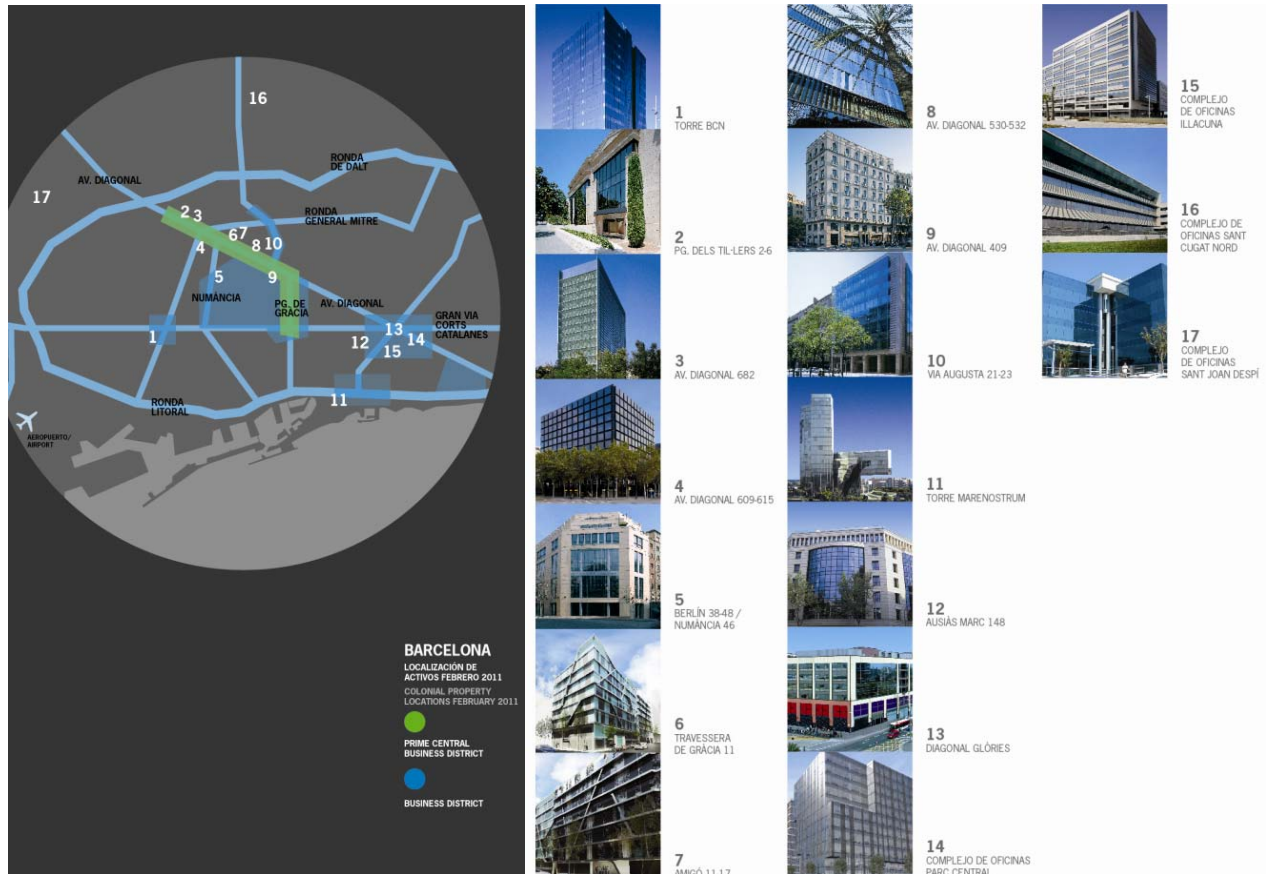 16
RONDA
DE DALT
AV. DIAGONAL
17
2
3
RONDA
GENERAL MITRE
4
6
7
8
10
5
9
NUMÀNCIA
PG. DE
GRÀCIA
AV. DIAGONAL
GRAN VIA
CORTS
CATALANES
1
12
13
14
15
11
RONDA
LITORAL
AEROPUERTO/
AIRPORT
BARCELONA
LOCALIZACIÓN DE
ACTIVOS FEBRERO 2011
COLONIAL PROPERTY
LOCATIONS FEBRUARY 2011
PRIME CENTRAL
BUSINESS DISTRICT
BUSINESS DISTRICT
1
TORRE BCN
2
PG. DELS TIL·LERS 2-6
3
AV. DIAGONAL 682
4
AV. DIAGONAL 609-615
5
BERLÍN 38-48 /
NUMÀNCIA 46
6
TRAVESSERA
DE GRÀCIA 11
7
AMIGÓ 11-17
8
AV. DIAGONAL 530-532
9
AV. DIAGONAL 409
10
VIA AUGUSTA 21-23
11
TORRE MARENOSTRUM
12
AUSIÀS MARC 148
13
DIAGONAL GLÒRIES
14
COMPLEJO DE OFICINAS
PARC CENTRAL
15
COMPLEJO
DE OFICINAS
ILLACUNA
16
COMPLEJO DE
OFICINAS SANT
CUGAT NORD
17
COMPLEJO
DE OFICINAS
SANT JOAN DESPÍ